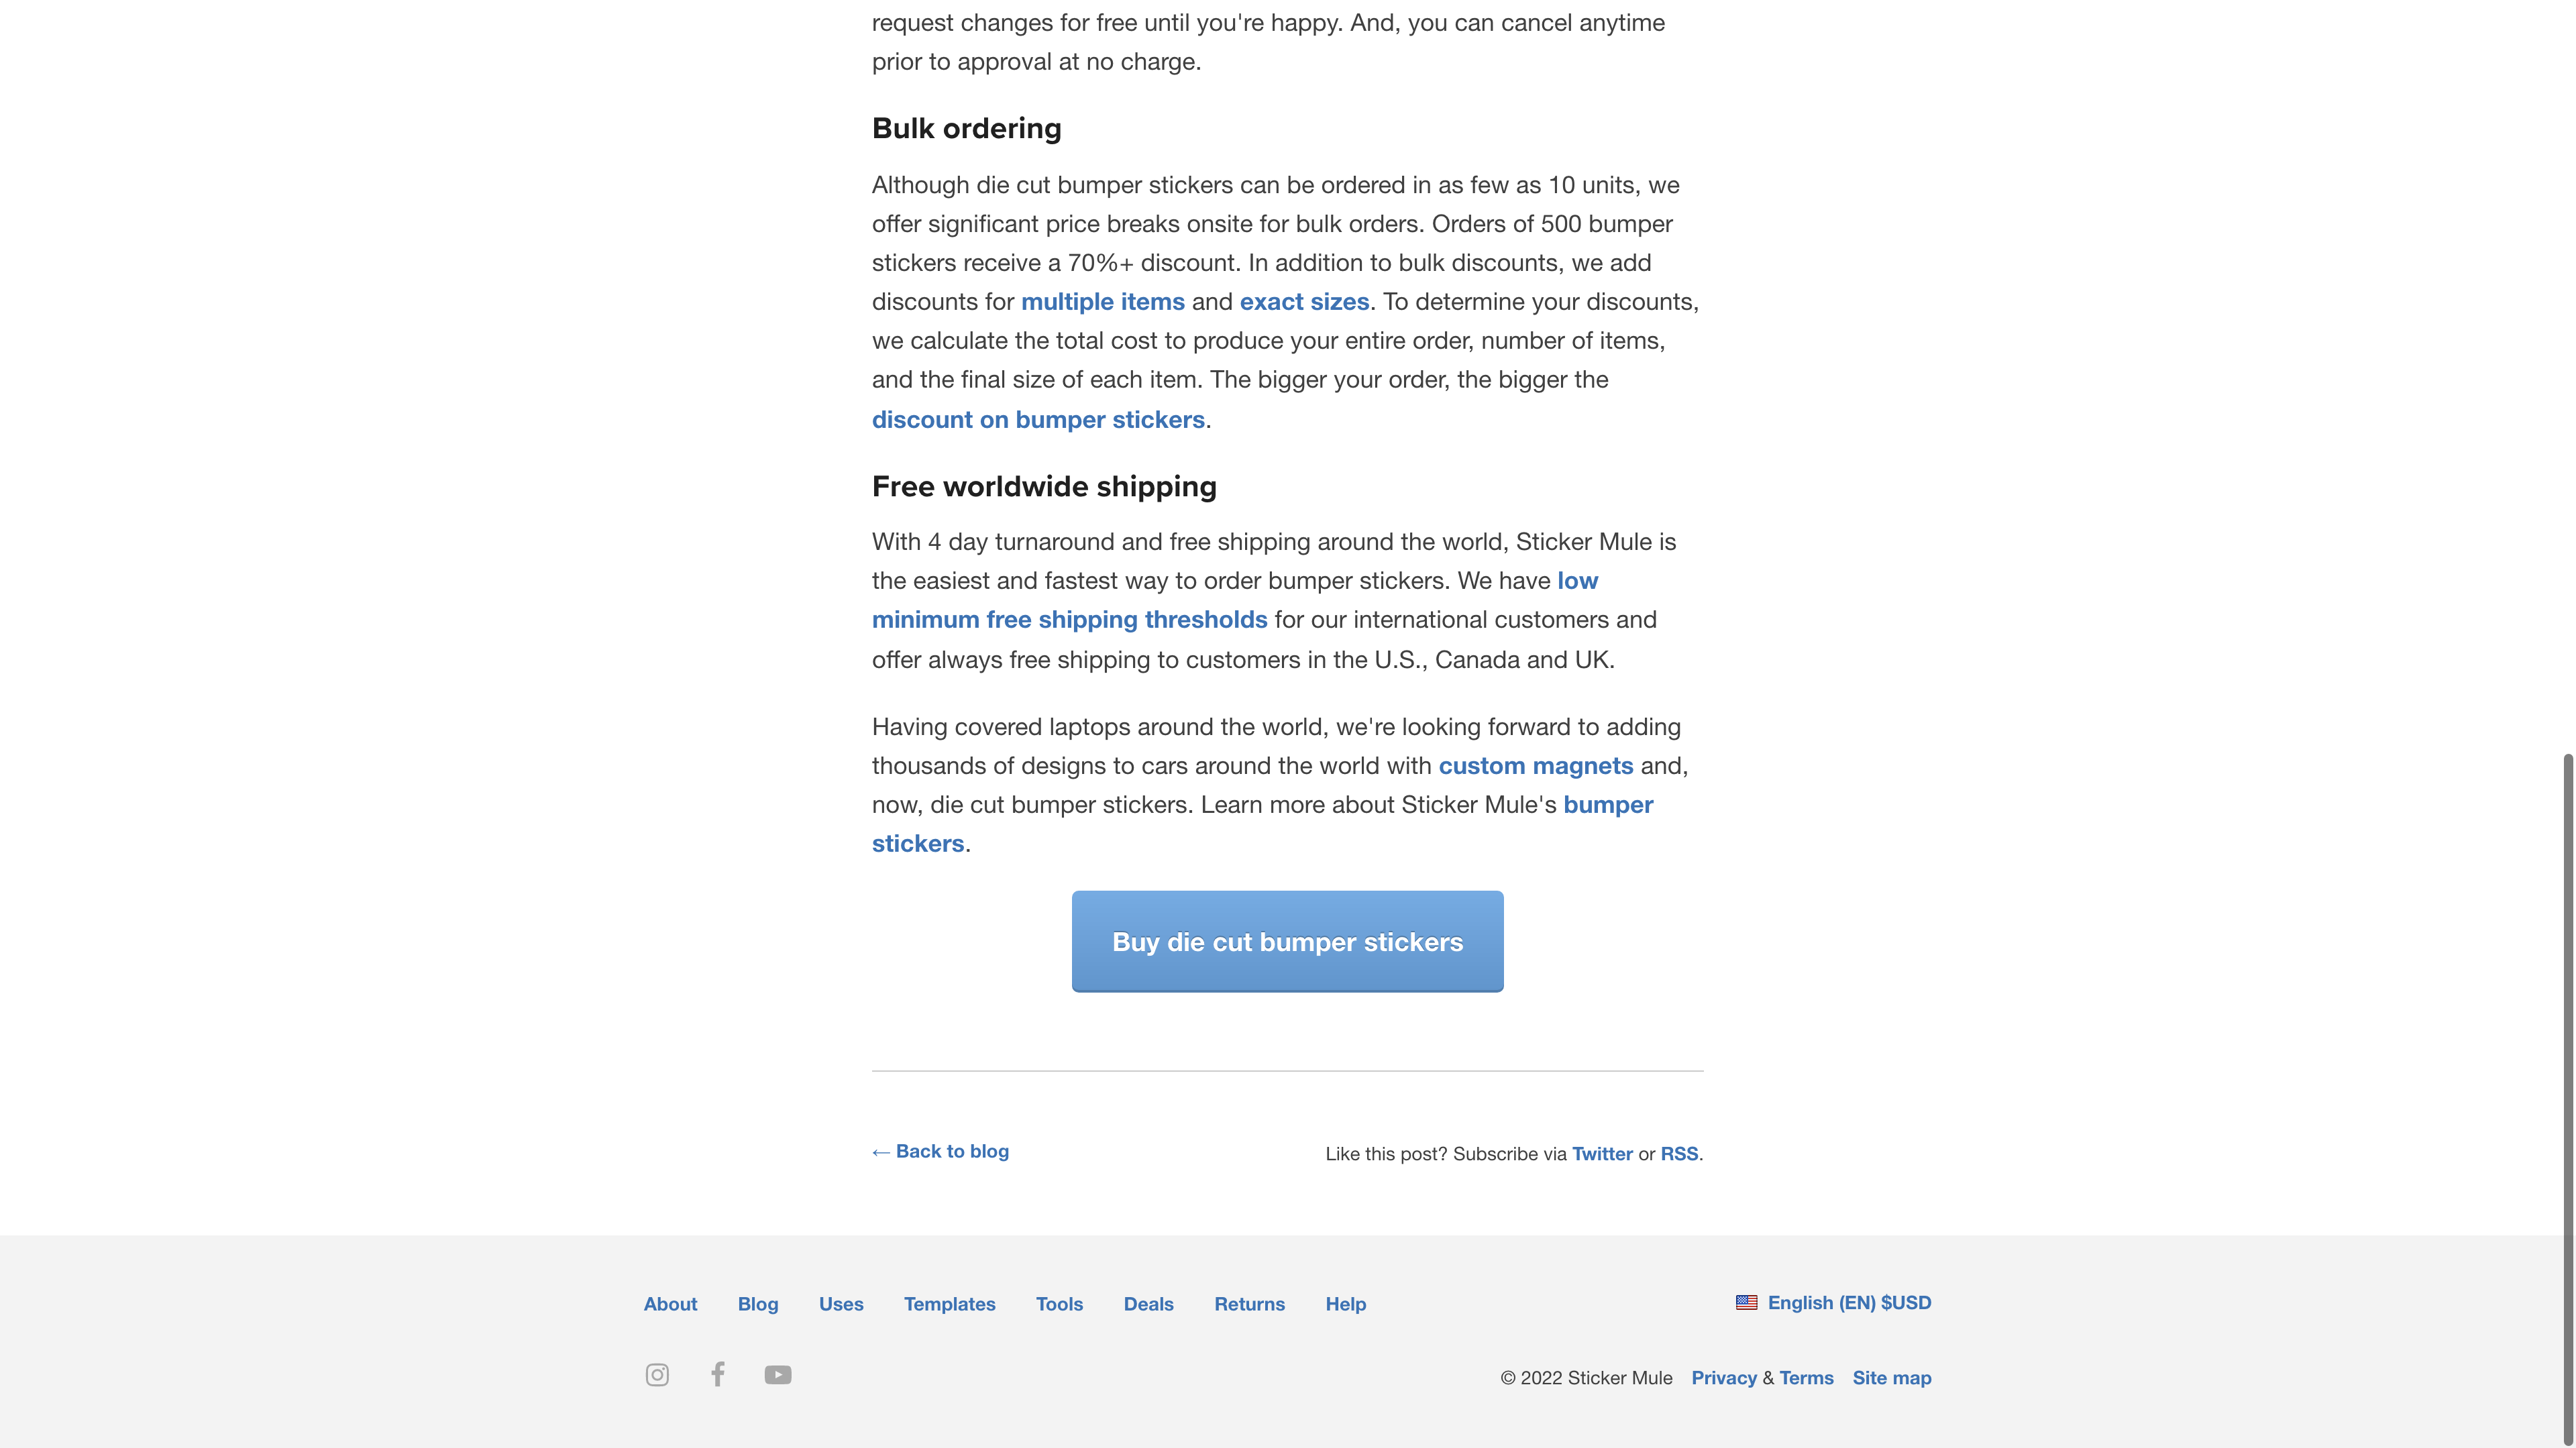 request changes for free until you're happy. And, you can cancel anytime
prior to approval at no charge.
Bulk ordering
Although die cut bumper stickers can be ordered in as few as 10 units, we
offer significant price breaks onsite for bulk orders. Orders of 500 bumper
stickers receive a 70%+ discount. In addition to bulk discounts, we add
discounts for multiple items and exact sizes. To determine your discounts,
we calculate the total cost to produce your entire order, number of items,
and the final size of each item. The bigger your order, the bigger the
discount on bumper stickers.
Free worldwide shipping
With 4 day turnaround and free shipping around the world, Sticker Mule is
the easiest and fastest way to order bumper stickers. We have low
minimum free shipping thresholds for our international customers and
offer always free shipping to customers in the U.S., Canada and UK.
Having covered laptops around the world, we're looking forward to adding
thousands of designs to cars around the world with custom magnets and,
now, die cut bumper stickers. Learn more about Sticker Mule's bumper
stickers.
Buy die cut bumper stickers
← Back to blog
Like this post? Subscribe via Twitter or RSS.
About Blog Uses Templates Tools Deals Returns Help
English (EN) $USD
© 2022 Sticker Mule Privacy & Terms Site map